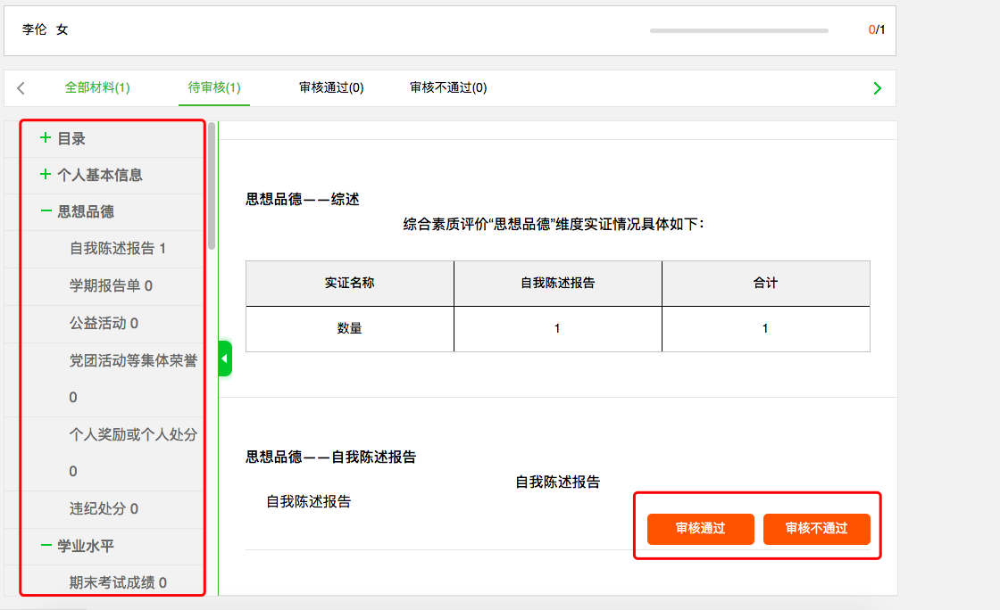 李伦 女
0/1
全部材料(1) 待审核(1) 审核通过(0) 审核不通过(0)
目录
个人基本信息
思想品德
自我陈述报告 1
学期报告单 0
公益活动 0
党团活动等集体荣誉
0
个人奖励或个人处分
0
违纪处分 0
学业水平
期末考试成绩 0
思想品德——综述
综合素质评价“思想品德”维度实证情况具体如下：
实证名称 自我陈述报告 合计
数量 1 1
思想品德——自我陈述报告
自我陈述报告
自我陈述报告
审核通过 审核不通过